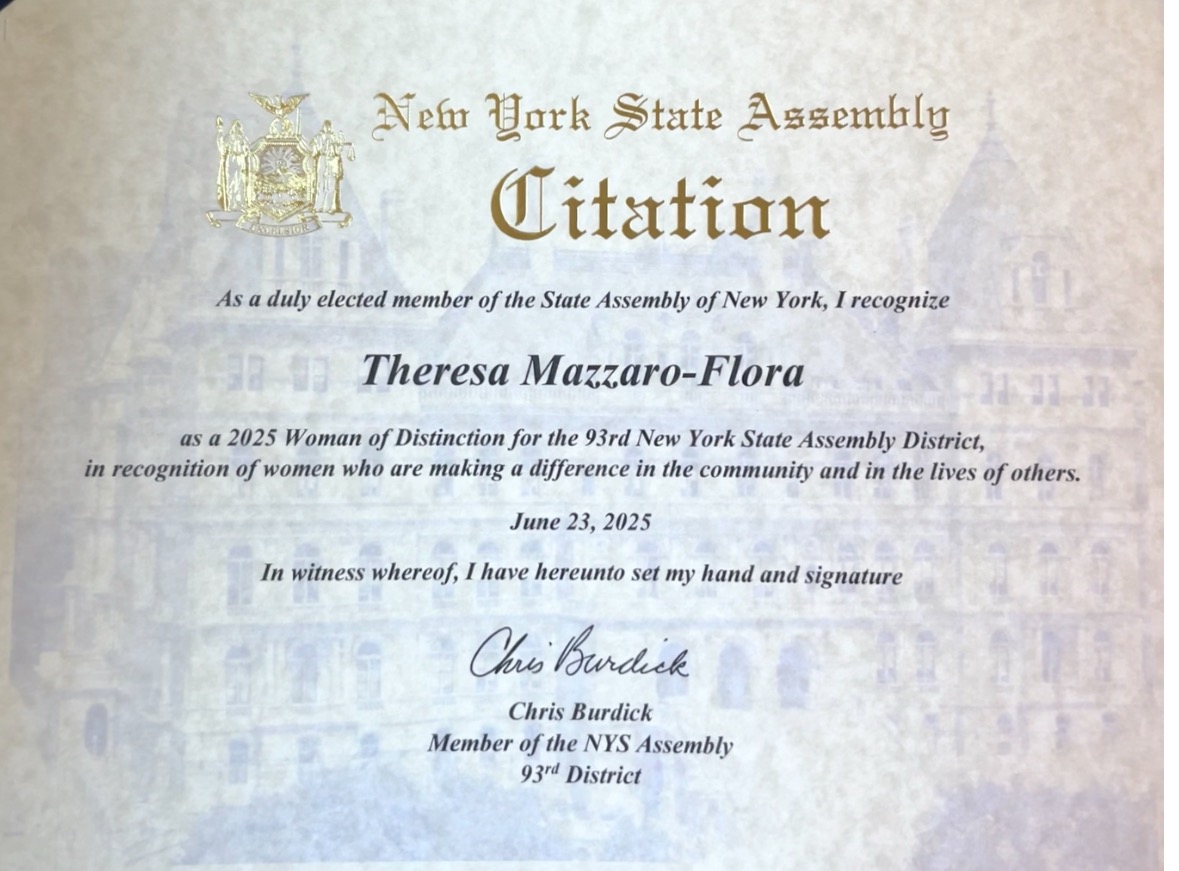 New York State Assembly
Citation
EXCELSIOR
As a duly elected member of the State Assembly of New York, I recognize
Theresa Mazzaro-Flora
as a 2025 Woman of Distinction for the 93rd New York State Assembly District,
in recognition of women who are making a difference in the community and in the lives of others.
June 23, 2025
In witness whereof, I have hereunto set my hand and signature
Chris Burdick
Chris Burdick
Member of the NYS Assembly
93rd District